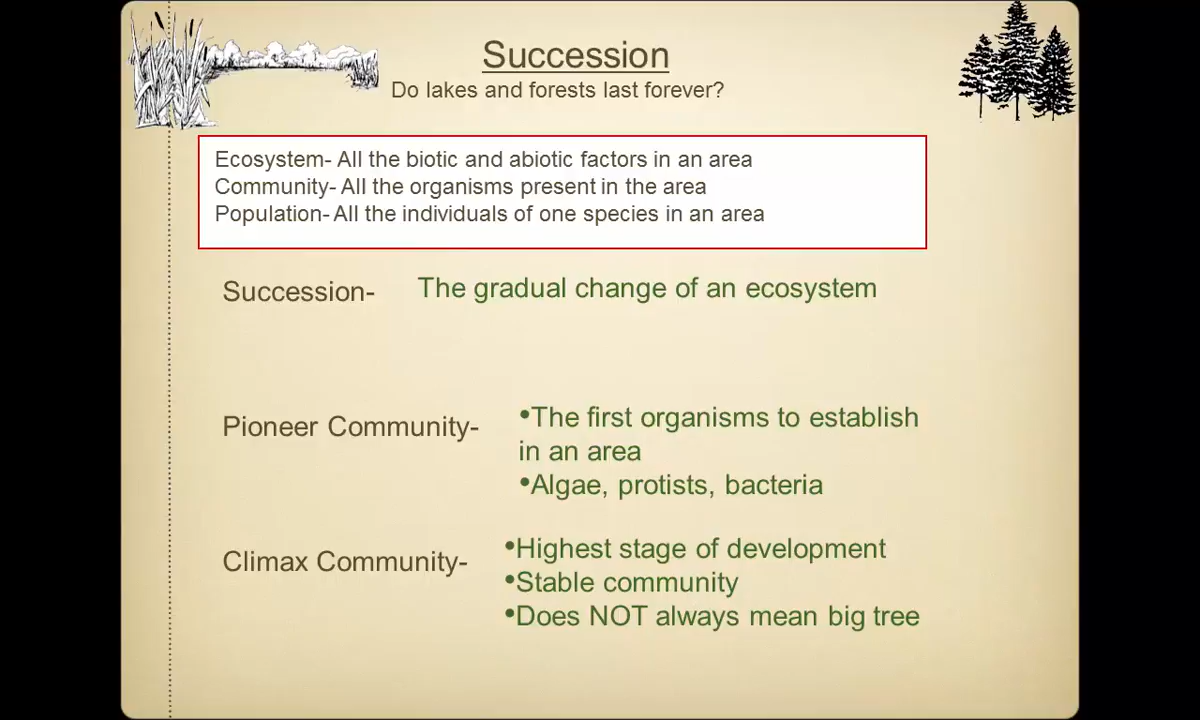 Succession
Do lakes and forests last forever?
Ecosystem- All the biotic and abiotic factors in an area
Community- All the organisms present in the area
Population- All the individuals of one species in an area
Succession- The gradual change of an ecosystem
Pioneer Community- •The first organisms to establish
in an area
•Algae, protists, bacteria
Climax Community- •Highest stage of development
•Stable community
•Does NOT always mean big tree